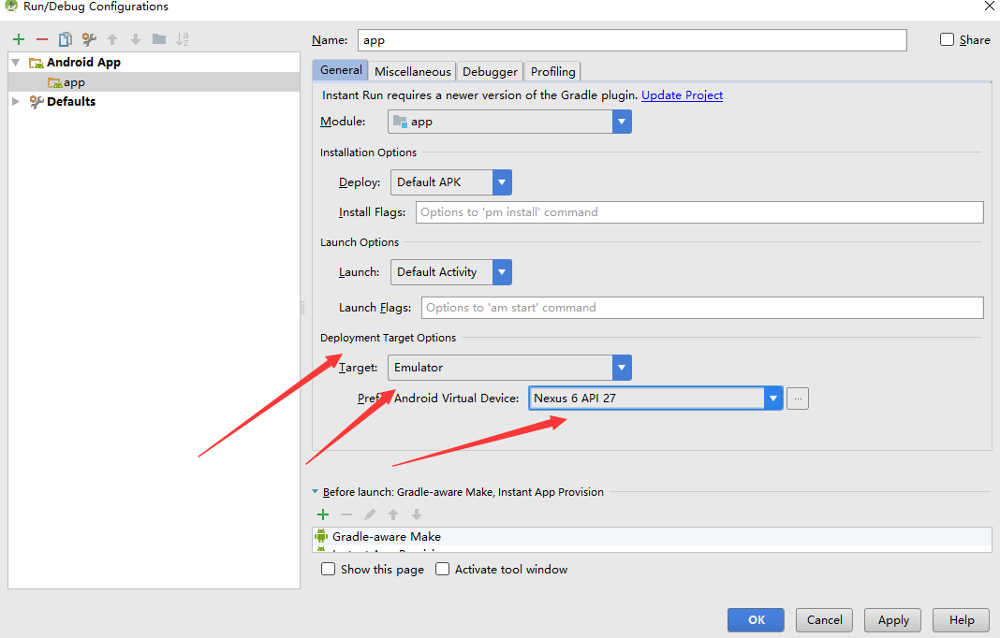 Run/Debug Configurations
Name: app Share
Android App
app
Defaults
General Miscellaneous Debugger Profiling
Instant Run requires a newer version of the Gradle plugin. Update Project
Module: app
Installation Options
Deploy: Default APK
Install Flags: Options to 'pm install' command
Launch Options
Launch: Default Activity
Launch Flags: Options to 'am start' command
Deployment Target Options
Target: Emulator
Android Virtual Device: Nexus 6 API 27 ...
Before launch: Gradle-aware Make, Instant App Provision
Gradle-aware Make
Show this page Activate tool window
OK Cancel Apply Help